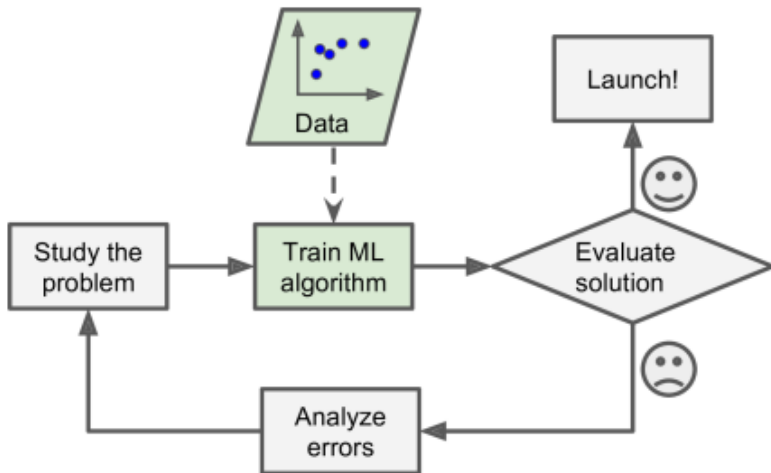 Launch!
Data
Study the
problem
Train ML
algorithm
Evaluate
solution
Analyze
errors